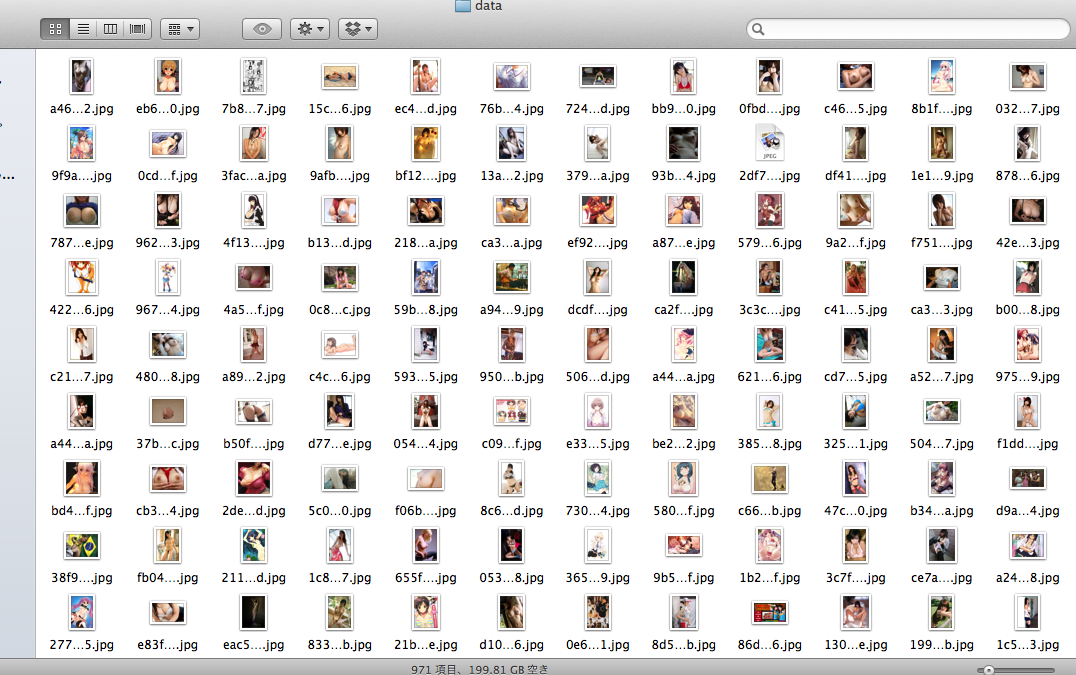 data
a46...2.jpg eb6...0.jpg 7b8...7.jpg 15c...6.jpg ec4...d.jpg 76b...4.jpg 724...d.jpg bb9...0.jpg 0fbd....jpg c46...5.jpg 8b1f....jpg 032...7.jpg
JPEG
9f9a....jpg 0cd...f.jpg 3fac...a.jpg 9afb....jpg bf12....jpg 13a...2.jpg 379...a.jpg 93b...4.jpg 2df7....jpg df41....jpg 1e1...9.jpg 878...6.jpg
787...e.jpg 962...3.jpg 4f13....jpg b13...d.jpg 218...a.jpg ca3...a.jpg ef92....jpg a87...e.jpg 579...6.jpg 9a2...f.jpg f751....jpg 42e...3.jpg
422...6.jpg 967...4.jpg 4a5...f.jpg 0c8...c.jpg 59b...8.jpg a94...9.jpg dcdf....jpg ca2f....jpg 3c3c....jpg c41...5.jpg ca3...3.jpg b00...8.jpg
c21...7.jpg 480...8.jpg a89...2.jpg c4c...6.jpg 593...5.jpg 950...b.jpg 506...d.jpg a44...a.jpg 621...6.jpg cd7...5.jpg a52...7.jpg 975...9.jpg
a44...a.jpg 37b...c.jpg b50f....jpg d77...e.jpg 054...4.jpg c09...f.jpg e33...5.jpg be2...2.jpg 385...8.jpg 325...1.jpg 504...7.jpg f1dd....jpg
bd4...f.jpg cb3...4.jpg 2de...d.jpg 5c0...0.jpg f06b....jpg 8c6...d.jpg 730...4.jpg 580...f.jpg c66...b.jpg 47c...0.jpg b34...a.jpg d9a...4.jpg
38f9....jpg fb04....jpg 211...d.jpg 1c8...7.jpg 655f....jpg 053...8.jpg 365...9.jpg 9b5...f.jpg 1b2...f.jpg 3c7f....jpg ce7a....jpg a24...8.jpg
277...5.jpg e83f....jpg eac5....jpg 833...b.jpg 21b...e.jpg d10...6.jpg 0e6...1.jpg 8d5...b.jpg 86d...6.jpg 130...e.jpg 199...b.jpg 1c5...3.jpg
971 項目、199.81 GB 空き